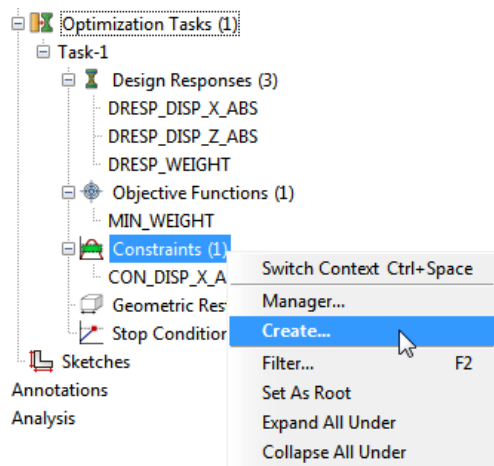 Optimization Tasks (1)
Task-1
Design Responses (3)
DRESP_DISP_X_ABS
DRESP_DISP_Z_ABS
DRESP_WEIGHT
Objective Functions (1)
MIN_WEIGHT
Constraints (1)
CON_DISP_X_A
Geometric Res
Stop Condition
Sketches
Annotations
Analysis
Switch Context Ctrl+Space
Manager...
Create...
Filter... F2
Set As Root
Expand All Under
Collapse All Under